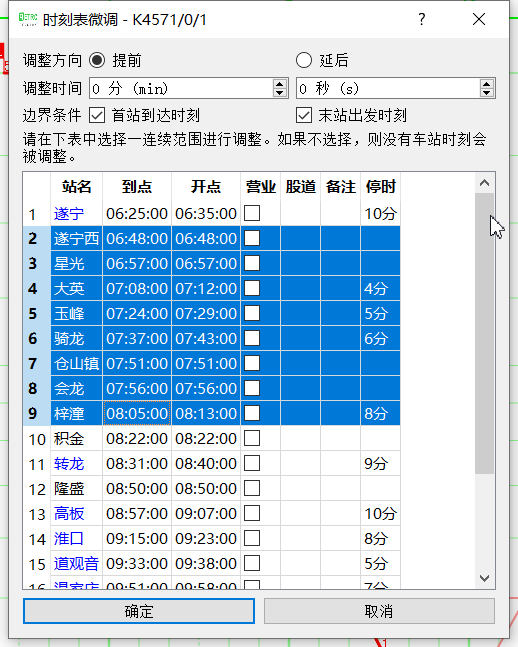 时刻表微调 - K4571/0/1
调整方向 提前 延后
调整时间 0 分 (min) 0 秒 (s)
边界条件 首站到达时刻 末站出发时刻
请在下表中选择一连续范围进行调整。如果不选择，则没有车站时刻会
被调整。
站名 到点 开点 营业 股道 备注 停时
1 遂宁 06:25:00 06:35:00 10分
2 遂宁西 06:48:00 06:48:00
3 星光 06:57:00 06:57:00
4 大英 07:08:00 07:12:00 4分
5 玉峰 07:24:00 07:29:00 5分
6 骑龙 07:37:00 07:43:00 6分
7 仓山镇 07:51:00 07:51:00
8 会龙 07:56:00 07:56:00
9 梓潼 08:05:00 08:13:00 8分
10 积金 08:22:00 08:22:00
11 转龙 08:31:00 08:40:00 9分
12 隆盛 08:50:00 08:50:00
13 高板 08:57:00 09:07:00 10分
14 淮口 09:15:00 09:23:00 8分
15 道观音 09:33:00 09:38:00 5分
16 温家店 09:51:00 09:58:00 7分
确定 取消